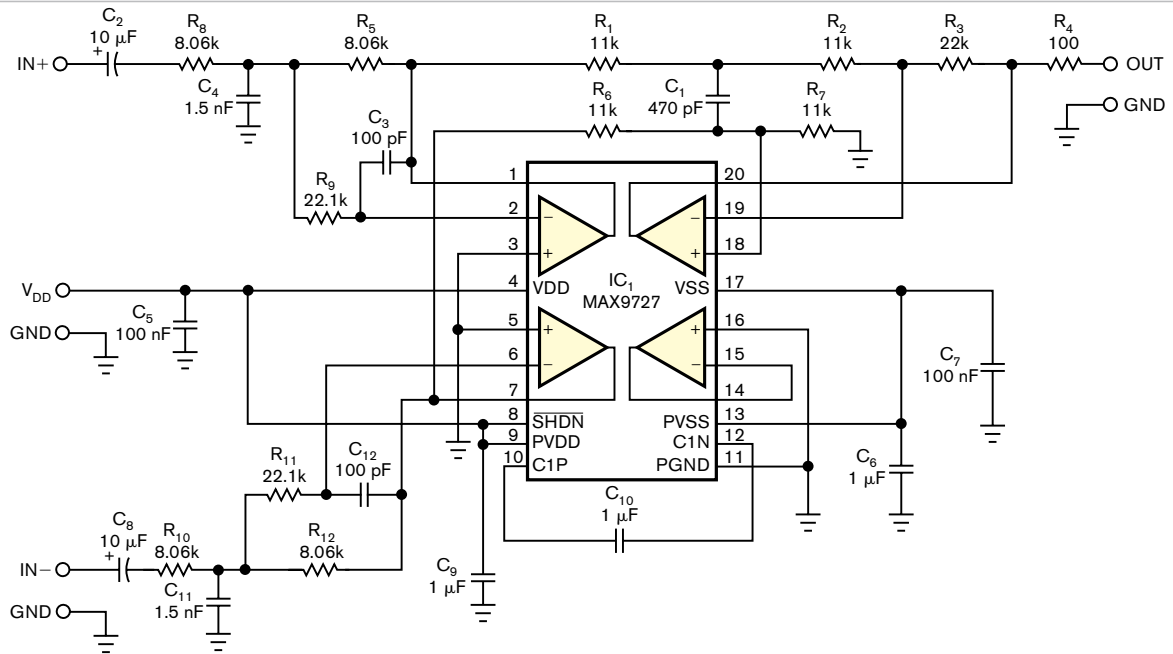 C2
10 μF
+
R8
8.06k
R5
8.06k
R1
11k
R2
11k
R3
22k
R4
100
IN+
OUT
C4
1.5 nF
R6
11k
C1
470 pF
R7
11k
GND
C3
100 pF
R9
22.1k
1
20
2
−
−
19
3
+
+
18
IC1
MAX9727
VDD
4
VDD
VSS
17
C5
100 nF
GND
5
+
+
16
6
−
−
15
7
14
C7
100 nF
8
SHDN
PVSS
13
9
PVDD
C1N
12
10
C1P
PGND
11
R11
22.1k
C12
100 pF
C6
1 μF
C10
1 μF
C8
10 μF
+
R10
8.06k
R12
8.06k
IN−
C9
1 μF
C11
1.5 nF
GND